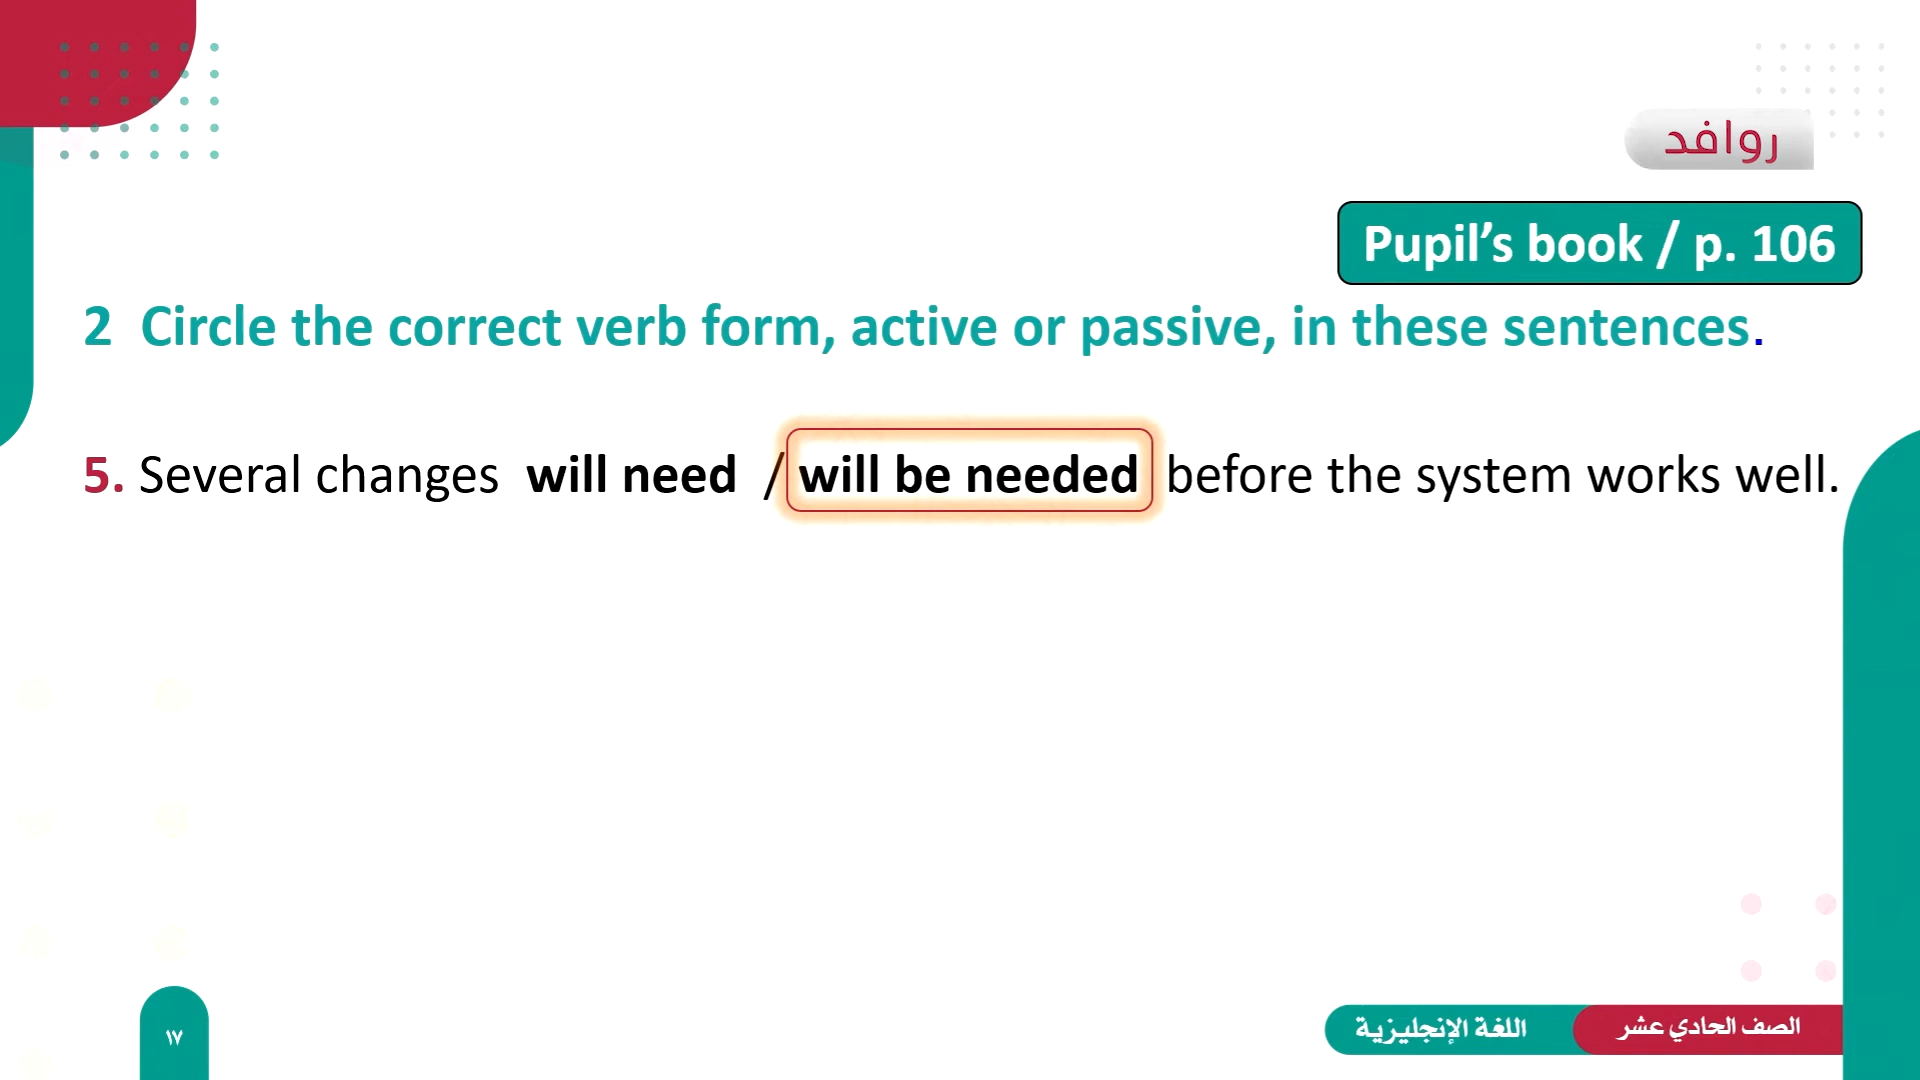 روافد
Pupil’s book / p. 106
2 Circle the correct verb form, active or passive, in these sentences.
5. Several changes will need / will be needed before the system works well.
١٧
اللغة الإنجليزية
الصف الحادي عشر